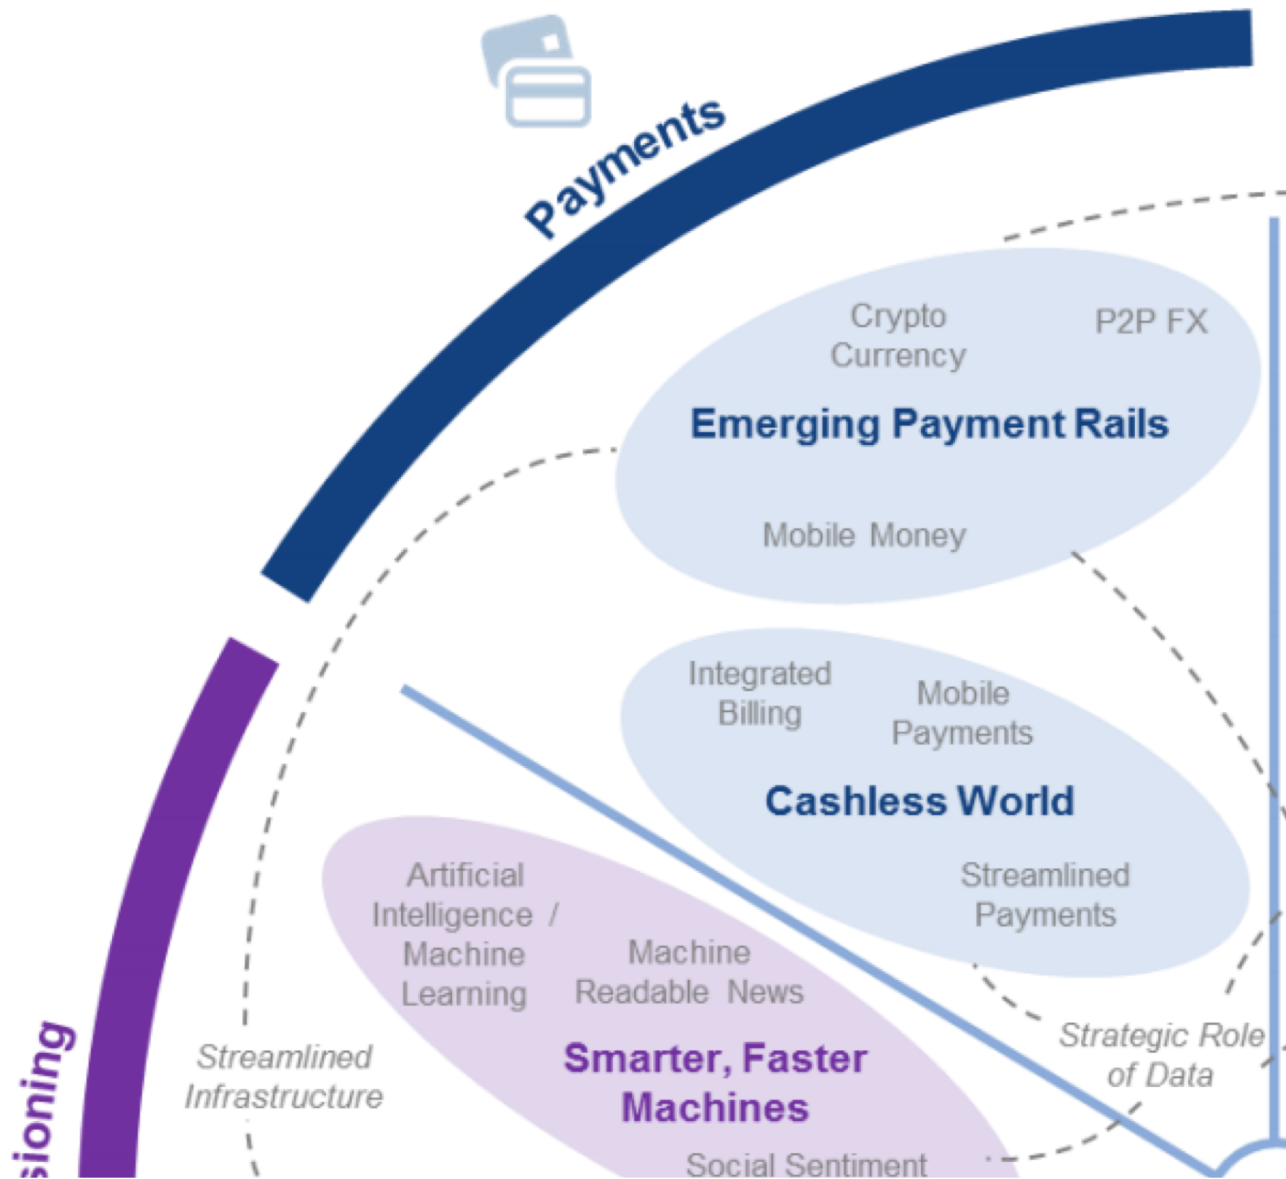 Payments
Crypto
Currency
P2P FX
Emerging Payment Rails
Mobile Money
Integrated
Billing
Mobile
Payments
Cashless World
Streamlined
Payments
Artificial
Intelligence /
Machine
Learning
Machine
Readable News
Smarter, Faster
Machines
Social Sentiment
Streamlined
Infrastructure
Strategic Role
of Data
sioning